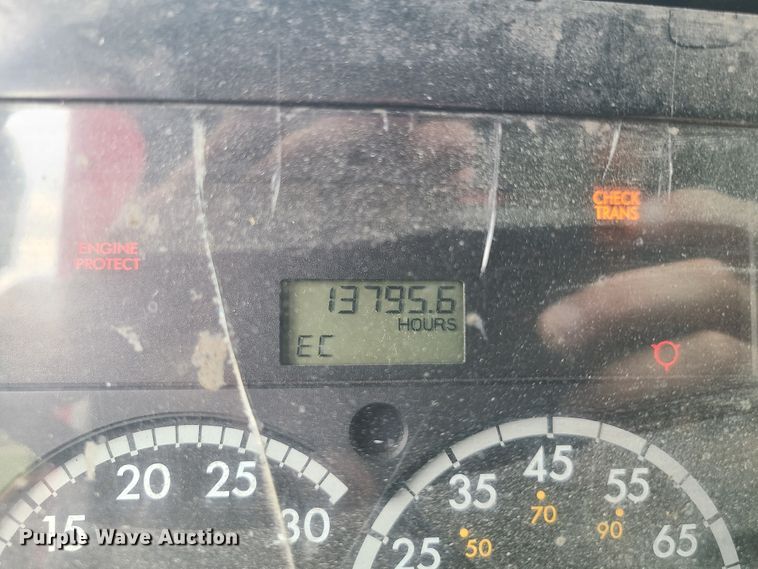 CHECK
TRANS
ENGINE
PROTECT
13795.6
HOURS
EC
15 20 25 30
25 35 45 55 65
50 70 90
Purple Wave Auction